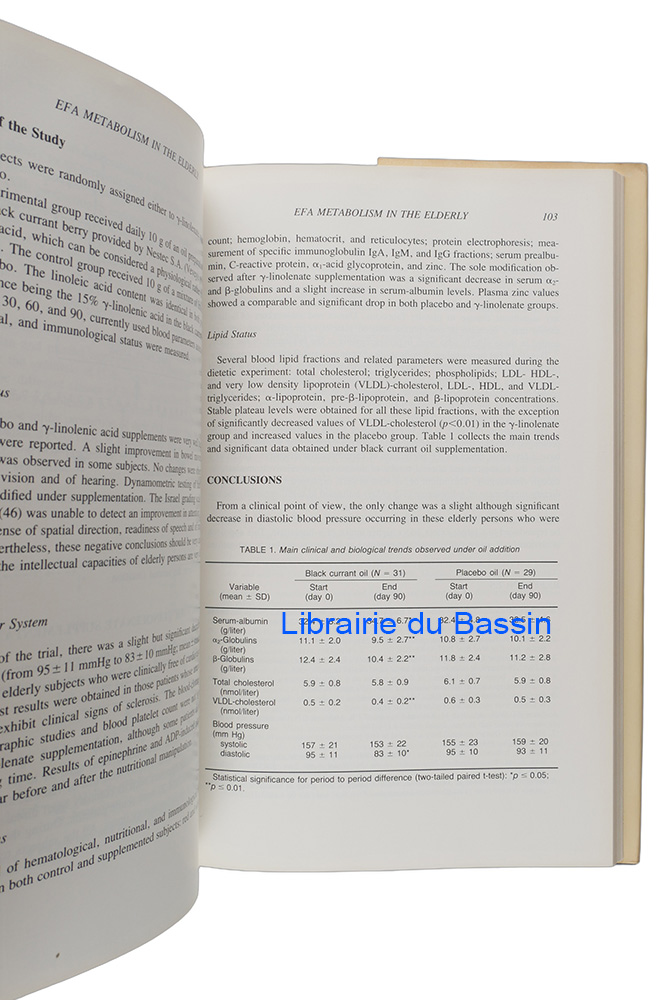 EFA METABOLISM IN THE ELDERLY
of the Study
ects were randomly assigned either to γ-linolenate
o.
rimental group received daily 10 g of an oil
ck currant berry provided by Nestec S.A.
acid, which can be considered a physiological
. The control group received 10 g of a mixture of
bo. The linoleic acid content was identical in
nce being the 15% γ-linolenic acid in the black
30, 60, and 90, currently used blood parameters
al, and immunological status were measured.
us
bo and γ-linolenic acid supplements were very
were reported. A slight improvement in bowel
was observed in some subjects. No changes were
vision and of hearing. Dynamometric testing of
dified under supplementation. The Israel grading
(46) was unable to detect an improvement in
ense of spatial direction, readiness of speech and
ertheless, these negative conclusions should be
the intellectual capacities of elderly persons are
r System
of the trial, there was a slight but significant
(from 95 ± 11 mmHg to 83 ± 10 mmHg; mean
elderly subjects who were clinically free of
st results were obtained in those patients whose
exhibit clinical signs of sclerosis. The blood
raphic studies and blood platelet count were
lenate supplementation, although some patients
g time. Results of epinephrine and ADP-induced
ar before and after the nutritional manipulation.
s
of hematological, nutritional, and immunological
n both control and supplemented subjects: red
EFA METABOLISM IN THE ELDERLY 103
count; hemoglobin, hematocrit, and reticulocytes; protein electrophoresis; mea-
surement of specific immunoglobulin IgA, IgM, and IgG fractions; serum prealbu-
min, C-reactive protein, α₁-acid glycoprotein, and zinc. The sole modification ob-
served after γ-linolenate supplementation was a significant decrease in serum α₂-
and β-globulins and a slight increase in serum-albumin levels. Plasma zinc values
showed a comparable and significant drop in both placebo and γ-linolenate groups.
Lipid Status
Several blood lipid fractions and related parameters were measured during the
dietetic experiment: total cholesterol; triglycerides; phospholipids; LDL- HDL-,
and very low density lipoprotein (VLDL)-cholesterol, LDL-, HDL, and VLDL-
triglycerides; α-lipoprotein, pre-β-lipoprotein, and β-lipoprotein concentrations.
Stable plateau levels were obtained for all these lipid fractions, with the exception
of significantly decreased values of VLDL-cholesterol (p<0.01) in the γ-linolenate
group and increased values in the placebo group. Table 1 collects the main trends
and significant data obtained under black currant oil supplementation.
CONCLUSIONS
From a clinical point of view, the only change was a slight although significant
decrease in diastolic blood pressure occurring in these elderly persons who were
TABLE 1. Main clinical and biological trends observed under oil addition
Black currant oil (N = 31) Placebo oil (N = 29)
Variable Start End Start End
(mean ± SD) (day 0) (day 90) (day 0) (day 90)
Serum-albumin
Librairie du Bassin
(g/liter)
α₂-Globulins 11.1 ± 2.0 9.5 ± 2.7** 10.8 ± 2.7 10.1 ± 2.2
(g/liter)
β-Globulins 12.4 ± 2.4 10.4 ± 2.2** 11.8 ± 2.4 11.2 ± 2.8
(g/liter)
Total cholesterol 5.9 ± 0.8 5.8 ± 0.9 6.1 ± 0.7 5.9 ± 0.8
(nmol/liter)
VLDL-cholesterol 0.5 ± 0.2 0.4 ± 0.2** 0.6 ± 0.3 0.5 ± 0.3
(nmol/liter)
Blood pressure
(mm Hg)
systolic 157 ± 21 153 ± 22 155 ± 23 159 ± 20
diastolic 95 ± 11 83 ± 10* 95 ± 10 93 ± 11
Statistical significance for period to period difference (two-tailed paired t-test): *p ≤ 0.05;
**p ≤ 0.01.